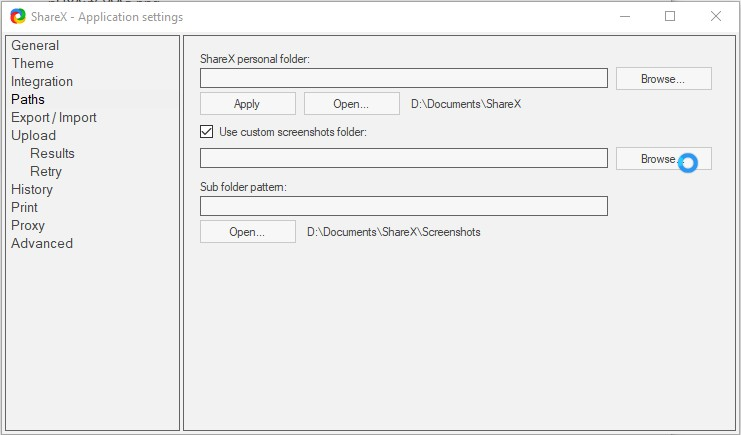 ShareX - Application settings
General
Theme
Integration
Paths
Export / Import
Upload
Results
Retry
History
Print
Proxy
Advanced
ShareX personal folder:
Browse...
Apply
Open...
D:\Documents\ShareX
Use custom screenshots folder:
Browse...
Sub folder pattern:
Open...
D:\Documents\ShareX\Screenshots